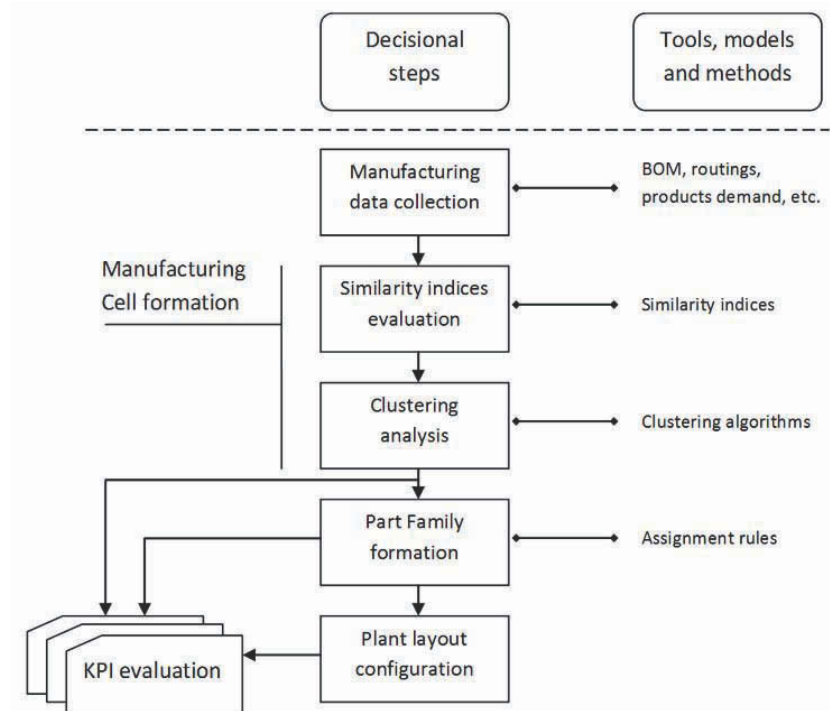 Decisional
steps
Tools, models
and methods
Manufacturing
data collection
BOM, routings,
products demand, etc.
Manufacturing
Cell formation
Similarity indices
evaluation
Similarity indices
Clustering
analysis
Clustering algorithms
Part Family
formation
Assignment rules
Plant layout
configuration
KPI evaluation